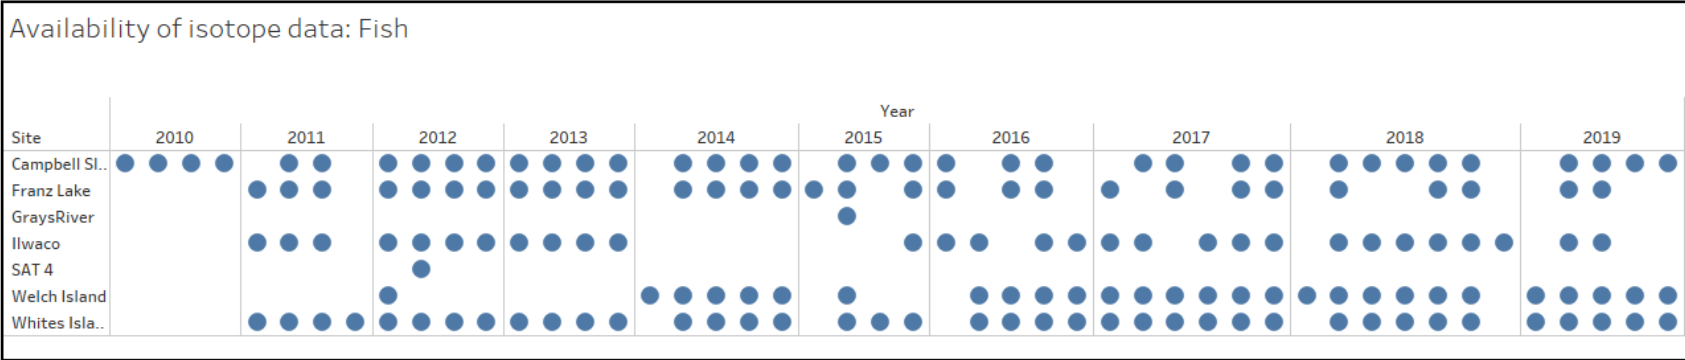 Availability of isotope data: Fish
Year
Site 2010 2011 2012 2013 2014 2015 2016 2017 2018 2019
Campbell Sl..
Franz Lake
GraysRiver
Ilwaco
SAT 4
Welch Island
Whites Isla..